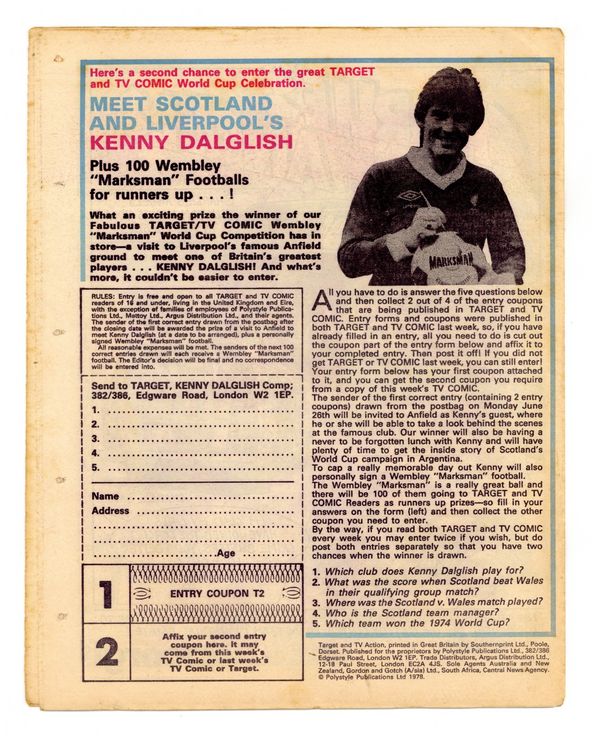 Here's a second chance to enter the great TARGET
and TV COMIC World Cup Celebration.
MEET SCOTLAND
AND LIVERPOOL'S
KENNY DALGLISH
Plus 100 Wembley
"Marksman" Footballs
for runners up . . . !
What an exciting prize the winner of our
Fabulous TARGET/TV COMIC Wembley
"Marksman" World Cup Competition has in
store—a visit to Liverpool's famous Anfield
ground to meet one of Britain's greatest
players . . . KENNY DALGLISH! And what's
more, it couldn't be easier to enter.
MARKSMAN
RULES: Entry is free and open to all TARGET and TV COMIC
readers of 16 and under, living in the United Kingdom and Eire,
with the exception of families of employees of Polystyle Publica-
tions Ltd., Mettoy Ltd., Argus Distribution Ltd., and their agents.
The sender of the first correct entry drawn from the postbag after
the closing date will be awarded the prize of a visit to Anfield to
meet Kenny Dalglish (at a date to be arranged), plus a personally
signed Wembley "Marksman" football.
All reasonable expenses will be met. The senders of the next 100
correct entries drawn will each receive a Wembley "Marksman"
football. The Editor's decision will be final and no correspondence
will be entered into.
Send to TARGET, KENNY DALGLISH Comp;
382/386, Edgware Road, London W2 1EP.
1.
2.
3.
4.
5.
Name
Address
Age
1
ENTRY COUPON T2
2
Affix your second entry
coupon here. It may
come from this week's
TV Comic or last week's
TV Comic or Target.
All you have to do is answer the five questions below
and then collect 2 out of 4 of the entry coupons
that are being published in TARGET and TV
COMIC. Entry forms and coupons were published in
both TARGET and TV COMIC last week, so, if you have
already filled in an entry, all you need to do is cut out
the coupon part of the entry form below and affix it to
your completed entry. Then post it off! If you did not
get TARGET or TV COMIC last week, you can still enter!
Your entry form below has your first coupon attached
to it, and you can get the second coupon you require
from a copy of this week's TV COMIC.
The sender of the first correct entry (containing 2 entry
coupons) drawn from the postbag on Monday June
26th will be invited to Anfield as Kenny's guest, where
he or she will be able to take a look behind the scenes
at the famous club. Our winner will also be having a
never to be forgotten lunch with Kenny and will have
plenty of time to get the inside story of Scotland's
World Cup campaign in Argentina.
To cap a really memorable day out Kenny will also
personally sign a Wembley "Marksman" football.
The Wembley "Marksman" is a really great ball and
there will be 100 of them going to TARGET and TV
COMIC Readers as runners up prizes—so fill in your
answers on the form (left) and then collect the other
coupon you need to enter.
By the way, if you read both TARGET and TV COMIC
every week you may enter twice if you wish, but do
post both entries separately so that you have two
chances when the winner is drawn.
1. Which club does Kenny Dalglish play for?
2. What was the score when Scotland beat Wales
in their qualifying group match?
3. Where was the Scotland v. Wales match played?
4. Who is the Scotland team manager?
5. Which team won the 1974 World Cup?
Target and TV Action, printed in Great Britain by Southernprint Ltd., Poole,
Dorset. Published for the proprietors by Polystyle Publications Ltd., 382/386
Edgware Road, London W2 1EP. Trade Distributors, Argus Distribution Ltd.,
12-18 Paul Street, London EC2A 4JS. Sole Agents Australia and New
Zealand, Gordon and Gotch (A/sia) Ltd., South Africa, Central News Agency.
© Polystyle Publications Ltd 1978.